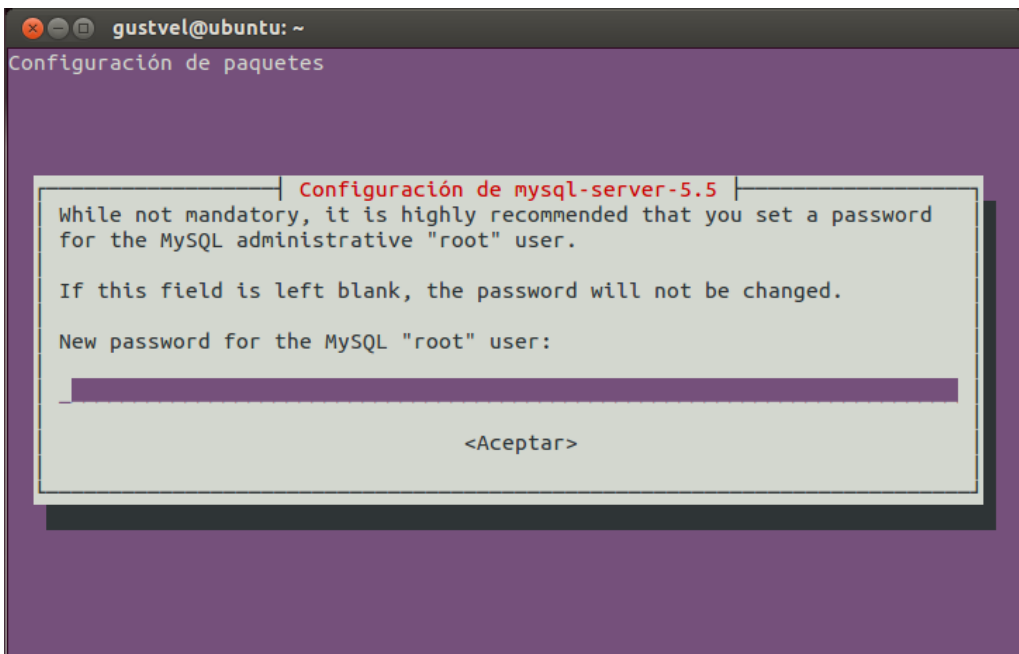 gustvel@ubuntu: ~
Configuración de paquetes
Configuración de mysql-server-5.5
While not mandatory, it is highly recommended that you set a password
for the MySQL administrative "root" user.
If this field is left blank, the password will not be changed.
New password for the MySQL "root" user:
<Aceptar>